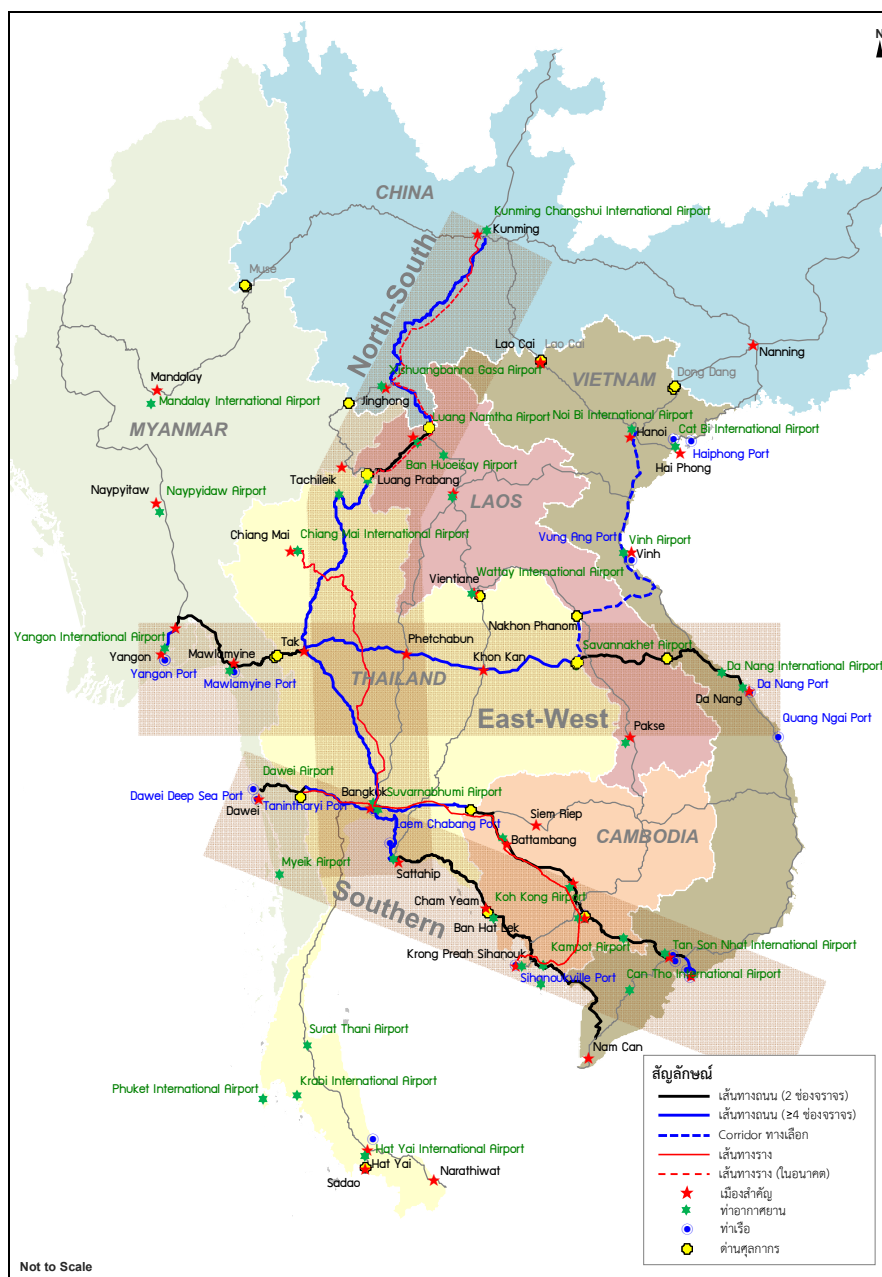 N
CHINA
Kunming Changshui International Airport
Kunming
Muse
North-South
Lao Cai
Lao Cai
Nanning
Mandalay
Mandalay International Airport
Xishuangbanna Gasa Airport
Jinghong
VIETNAM
Dong Dang
MYANMAR
Luang Namtha Airport
Noi Bi International Airport
Hanoi
Cat Bi International Airport
Haiphong Port
Hai Phong
Ban Huoeisay Airport
Tachileik
Luang Prabang
Naypyitaw
Naypyidaw Airport
LAOS
Chiang Mai
Chiang Mai International Airport
Vung Ang Port
Vinh Airport
Vinh
Vientiane
Wattay International Airport
Nakhon Phanom
Yangon International Airport
Yangon
Yangon Port
Mawlamyine
Mawlamyine Port
Tak
Phetchabun
Khon Kan
Savannakhet Airport
THAILAND
Da Nang International Airport
Da Nang
Da Nang Port
East-West
Quang Ngai Port
Pakse
Dawei Airport
Dawei Deep Sea Port
Tanintharyi Port
Dawei
Bangkok
Suvarnabhumi Airport
Laem Chabang Port
Siem Riep
Battambang
CAMBODIA
Myeik Airport
Sattahip
Southern
Cham Yeam
Koh Kong Airport
Ban Hat Lek
Krong Preah Sihanouk
Kampot Airport
Tan Son Nhat International Airport
Sihanoukville Port
Can Tho International Airport
Nam Can
Surat Thani Airport
Phuket International Airport
Krabi International Airport
Hat Yai International Airport
Hat Yai
Sadao
Narathiwat
สัญลักษณ์
เส้นทางถนน (2 ช่องจราจร)
เส้นทางถนน (≥4 ช่องจราจร)
Corridor ทางเลือก
เส้นทางราง
เส้นทางราง (ในอนาคต)
เมืองสำคัญ
ท่าอากาศยาน
ท่าเรือ
ด่านศุลกากร
Not to Scale